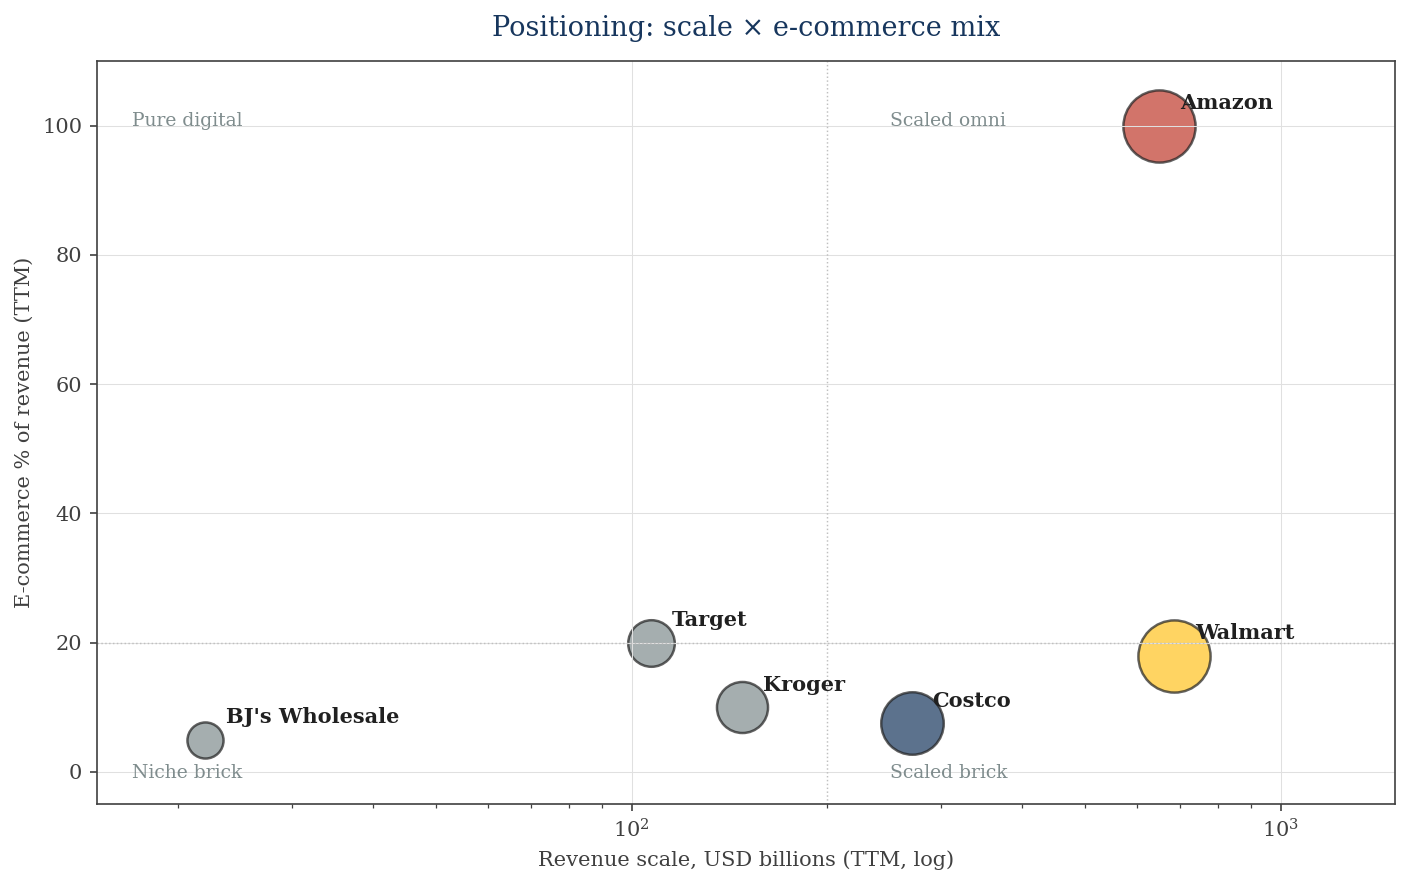 Positioning: scale × e-commerce mix
Pure digital
Scaled omni
Amazon
100
80
60
40
20
0
E-commerce % of revenue (TTM)
Target
Walmart
Kroger
Costco
BJ's Wholesale
Niche brick
Scaled brick
10²
10³
Revenue scale, USD billions (TTM, log)